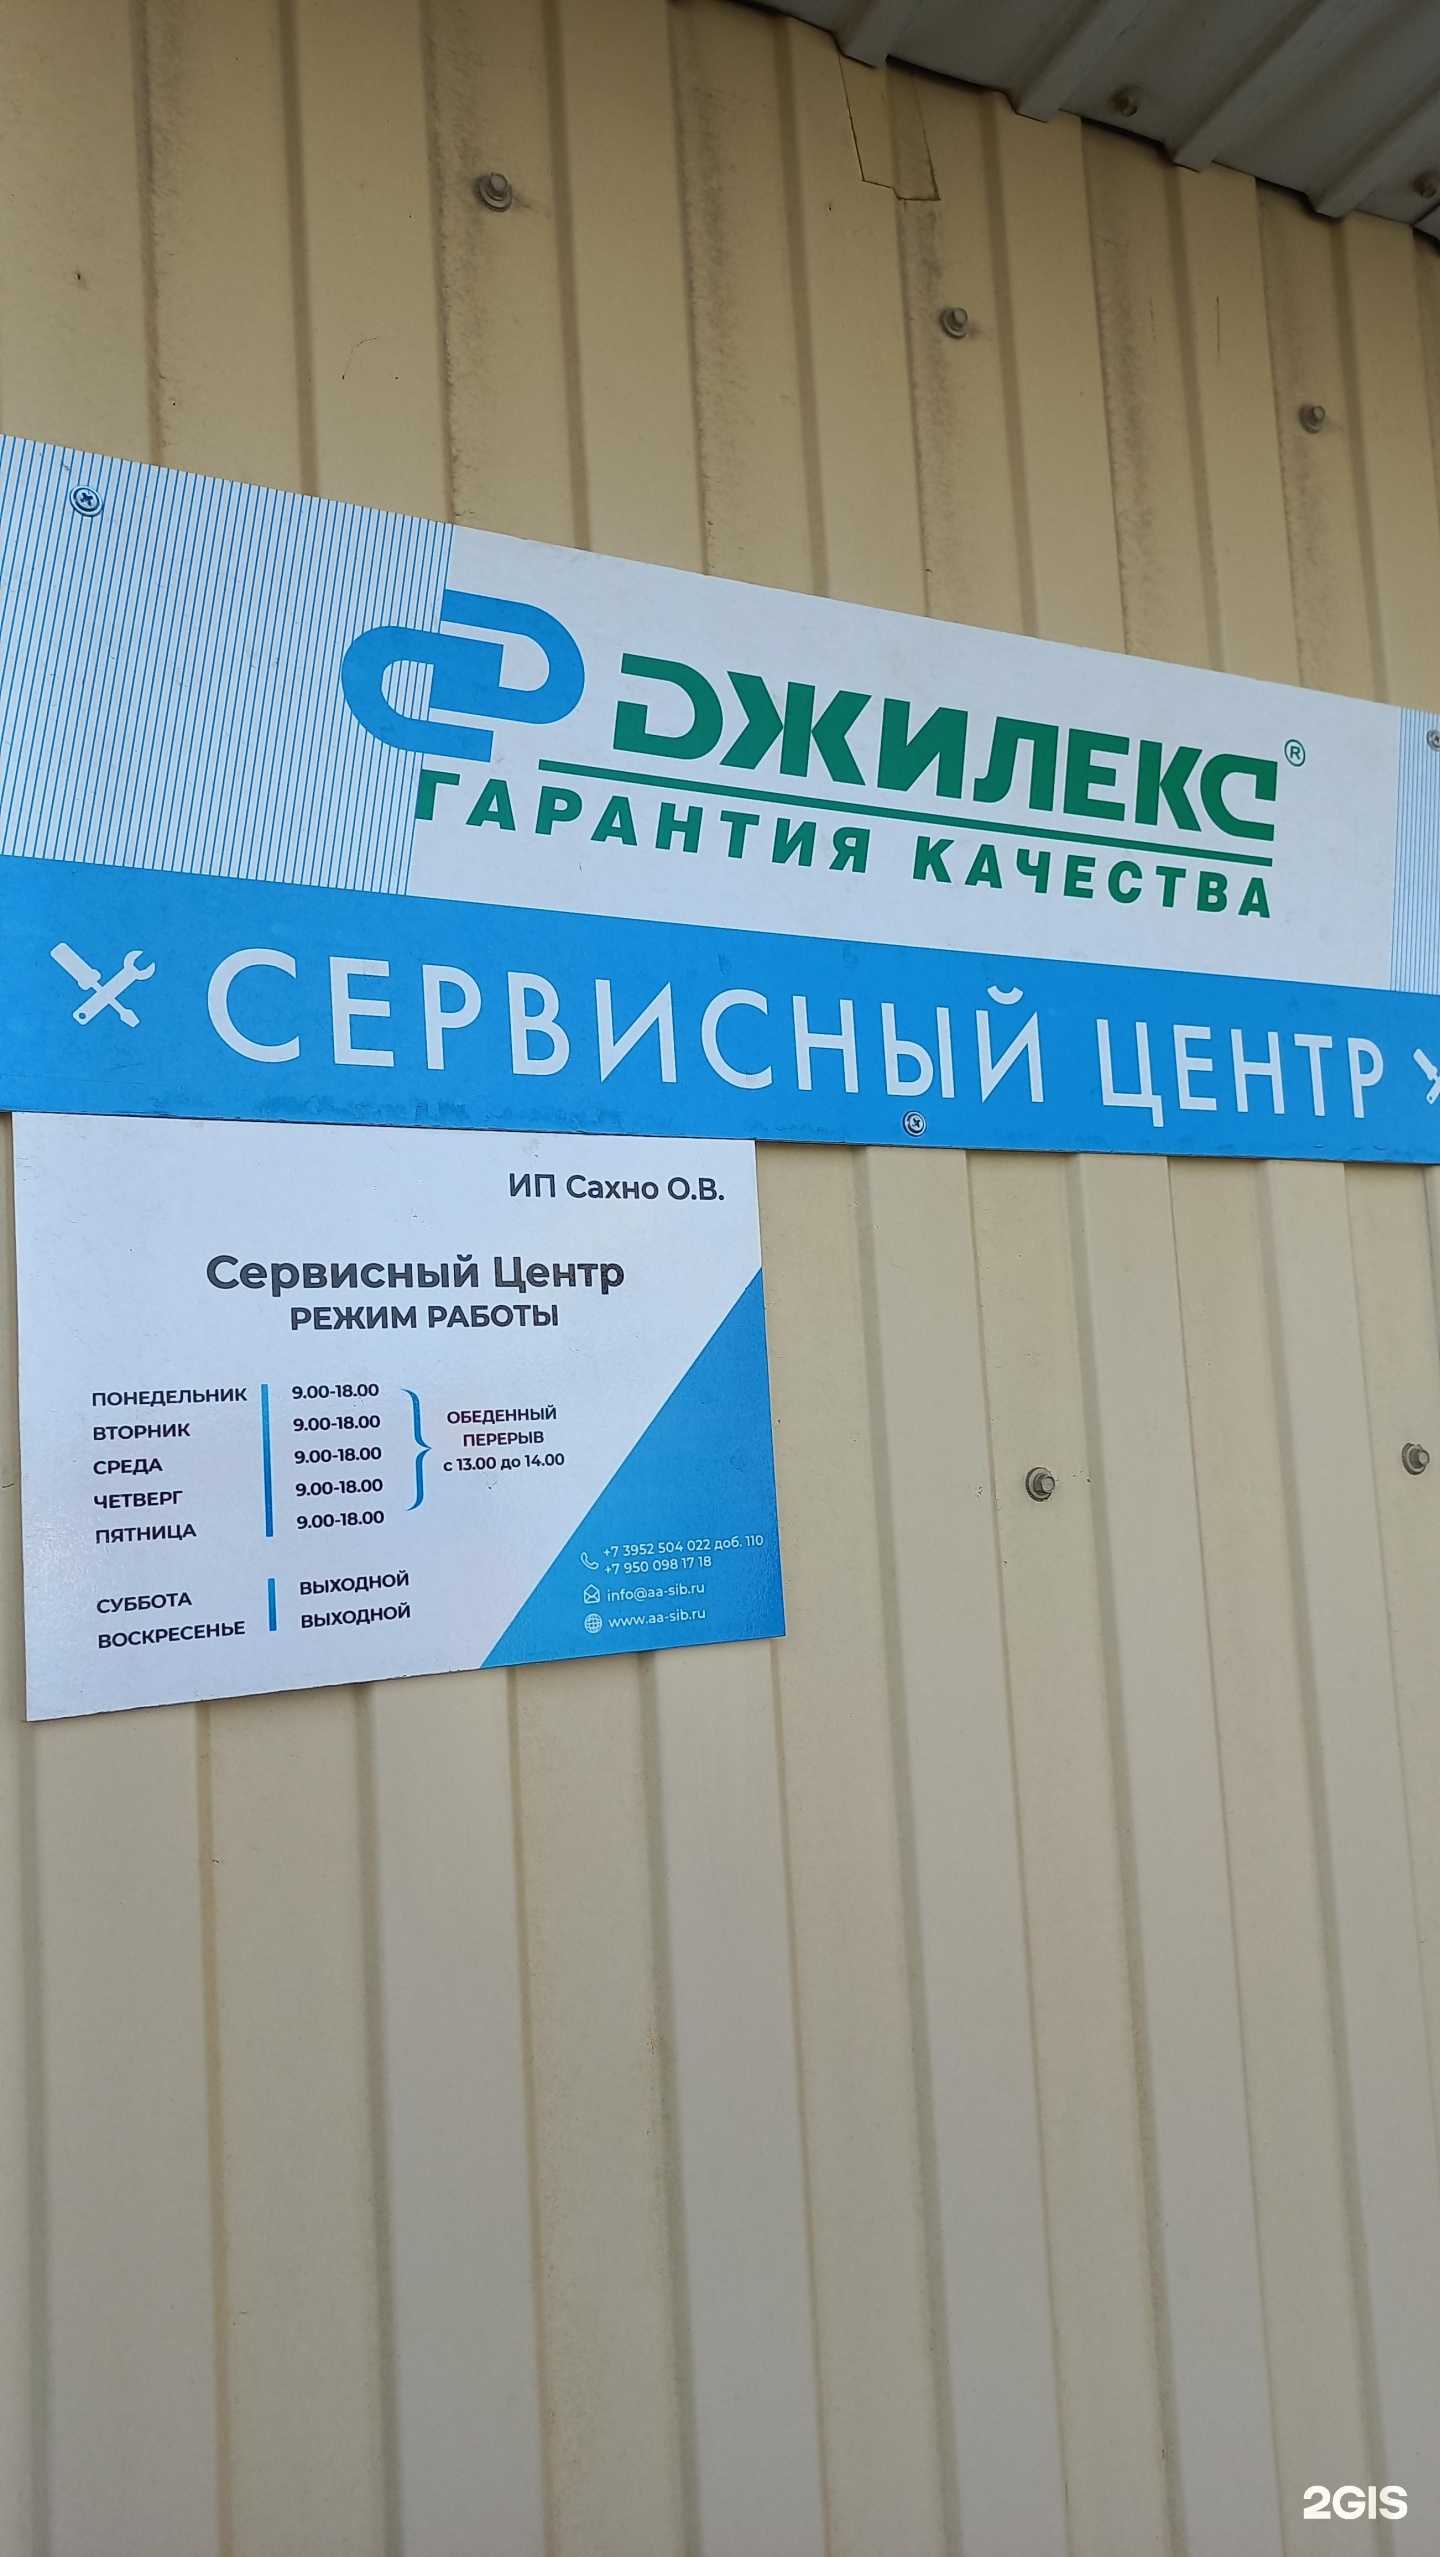 ДЖИЛЕКС®
ГАРАНТИЯ КАЧЕСТВА
СЕРВИСНЫЙ ЦЕНТР
ИП Сахно О.В.
Сервисный Центр
РЕЖИМ РАБОТЫ
ПОНЕДЕЛЬНИК 9.00-18.00
ВТОРНИК 9.00-18.00
СРЕДА 9.00-18.00
ЧЕТВЕРГ 9.00-18.00
ПЯТНИЦА 9.00-18.00
ОБЕДЕННЫЙ
ПЕРЕРЫВ
с 13.00 до 14.00
СУББОТА ВЫХОДНОЙ
ВОСКРЕСЕНЬЕ ВЫХОДНОЙ
+7 3952 504 022 доб. 110
+7 950 098 17 18
info@aa-sib.ru
www.aa-sib.ru
2GIS